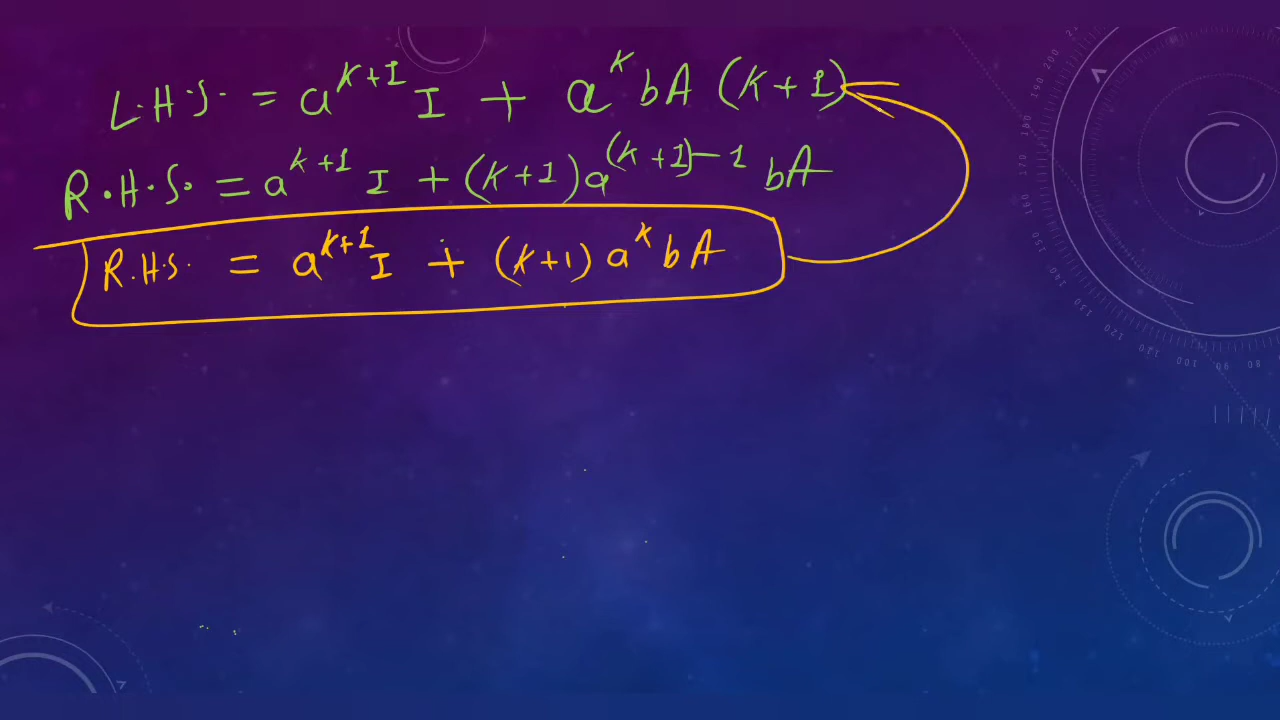 L.H.S. = a^{K+1} I + a^{K} bA (K+1)
R.H.S. = a^{K+1} I + (K+1) a^{(K+1)-1} bA
R.H.S. = a^{K+1} I + (K+1) a^{K} bA